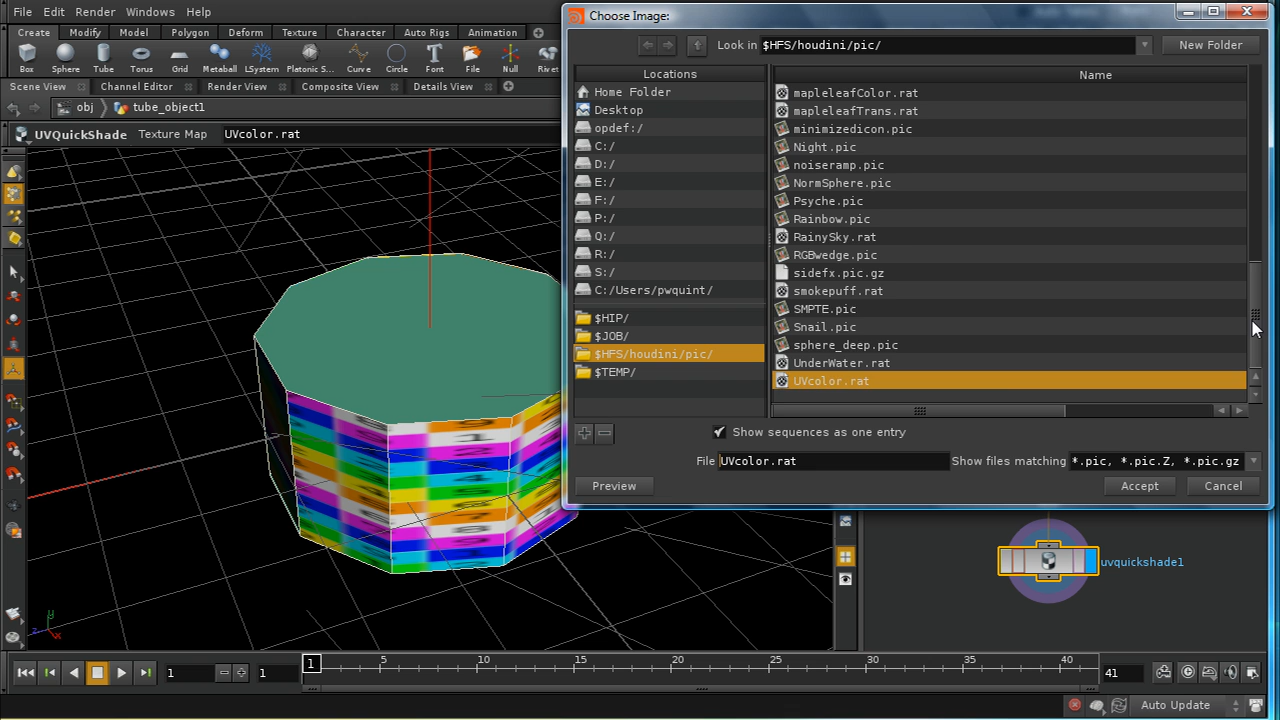 File Edit Render Windows Help
Create Modify Model Polygon Deform Texture Character Auto Rigs Animation
Box Sphere Tube Torus Grid Metaball LSystem Platonic S... Curve Circle Font File Null Rivet
Scene View Channel Editor Render View Composite View Details View
obj tube_object1
UVQuickShade Texture Map UVcolor.rat
Choose Image:
Look in $HFS/houdini/pic/ New Folder
Locations
Home Folder
Desktop
opdef:/
C:/
D:/
E:/
F:/
P:/
Q:/
R:/
S:/
C:/Users/pwquint/
$HIP/
$JOB/
$HFS/houdini/pic/
$TEMP/
Name
mapleleafColor.rat
mapleleafTrans.rat
minimizedicon.pic
Night.pic
noiseramp.pic
NormSphere.pic
Psyche.pic
Rainbow.pic
RainySky.rat
RGBwedge.pic
sidefx.pic.gz
smokepuff.rat
SMPTE.pic
Snail.pic
sphere_deep.pic
UnderWater.rat
UVcolor.rat
Show sequences as one entry
File UVcolor.rat Show files matching *.pic, *.pic.Z, *.pic.gz
Preview Accept Cancel
uvquickshade1
y
z x
1 1 1 5 10 15 20 25 30 35 40 41
Auto Update